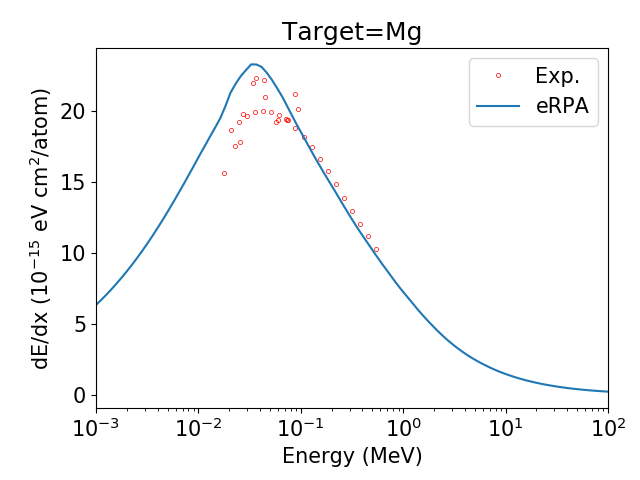 Target=Mg
Exp.
eRPA
dE/dx (10⁻¹⁵ eV cm²/atom)
20
15
10
5
0
10⁻³
10⁻²
10⁻¹
10⁰
10¹
10²
Energy (MeV)